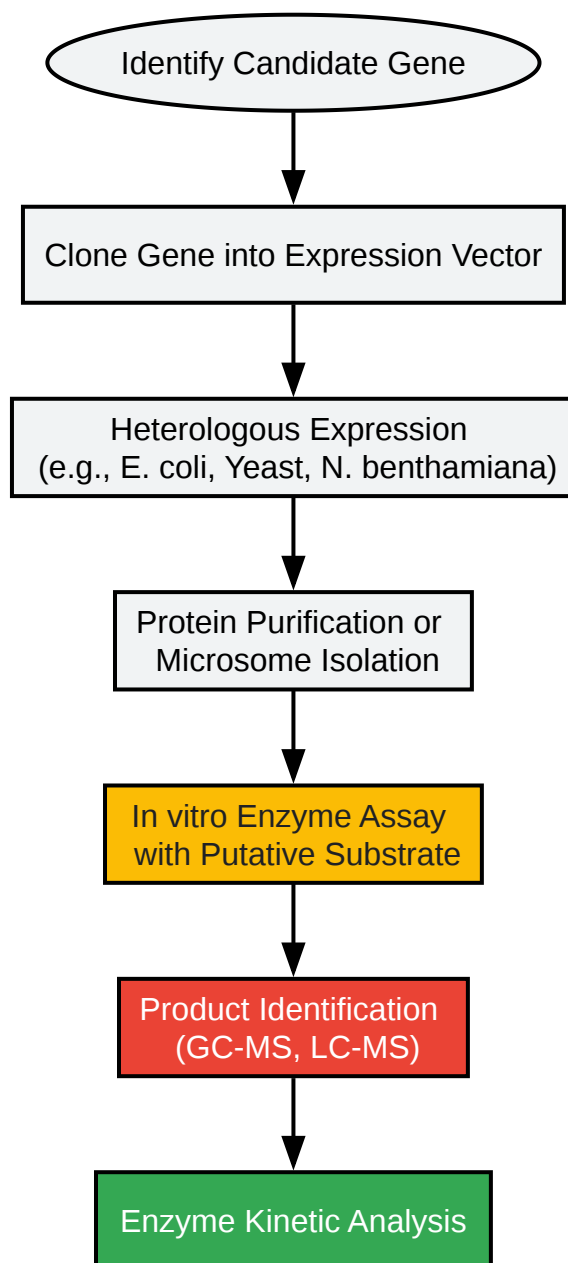 Identify Candidate Gene
Clone Gene into Expression Vector
Heterologous Expression
(e.g., E. coli, Yeast, N. benthamiana)
Protein Purification or
Microsome Isolation
In vitro Enzyme Assay
with Putative Substrate
Product Identification
(GC-MS, LC-MS)
Enzyme Kinetic Analysis